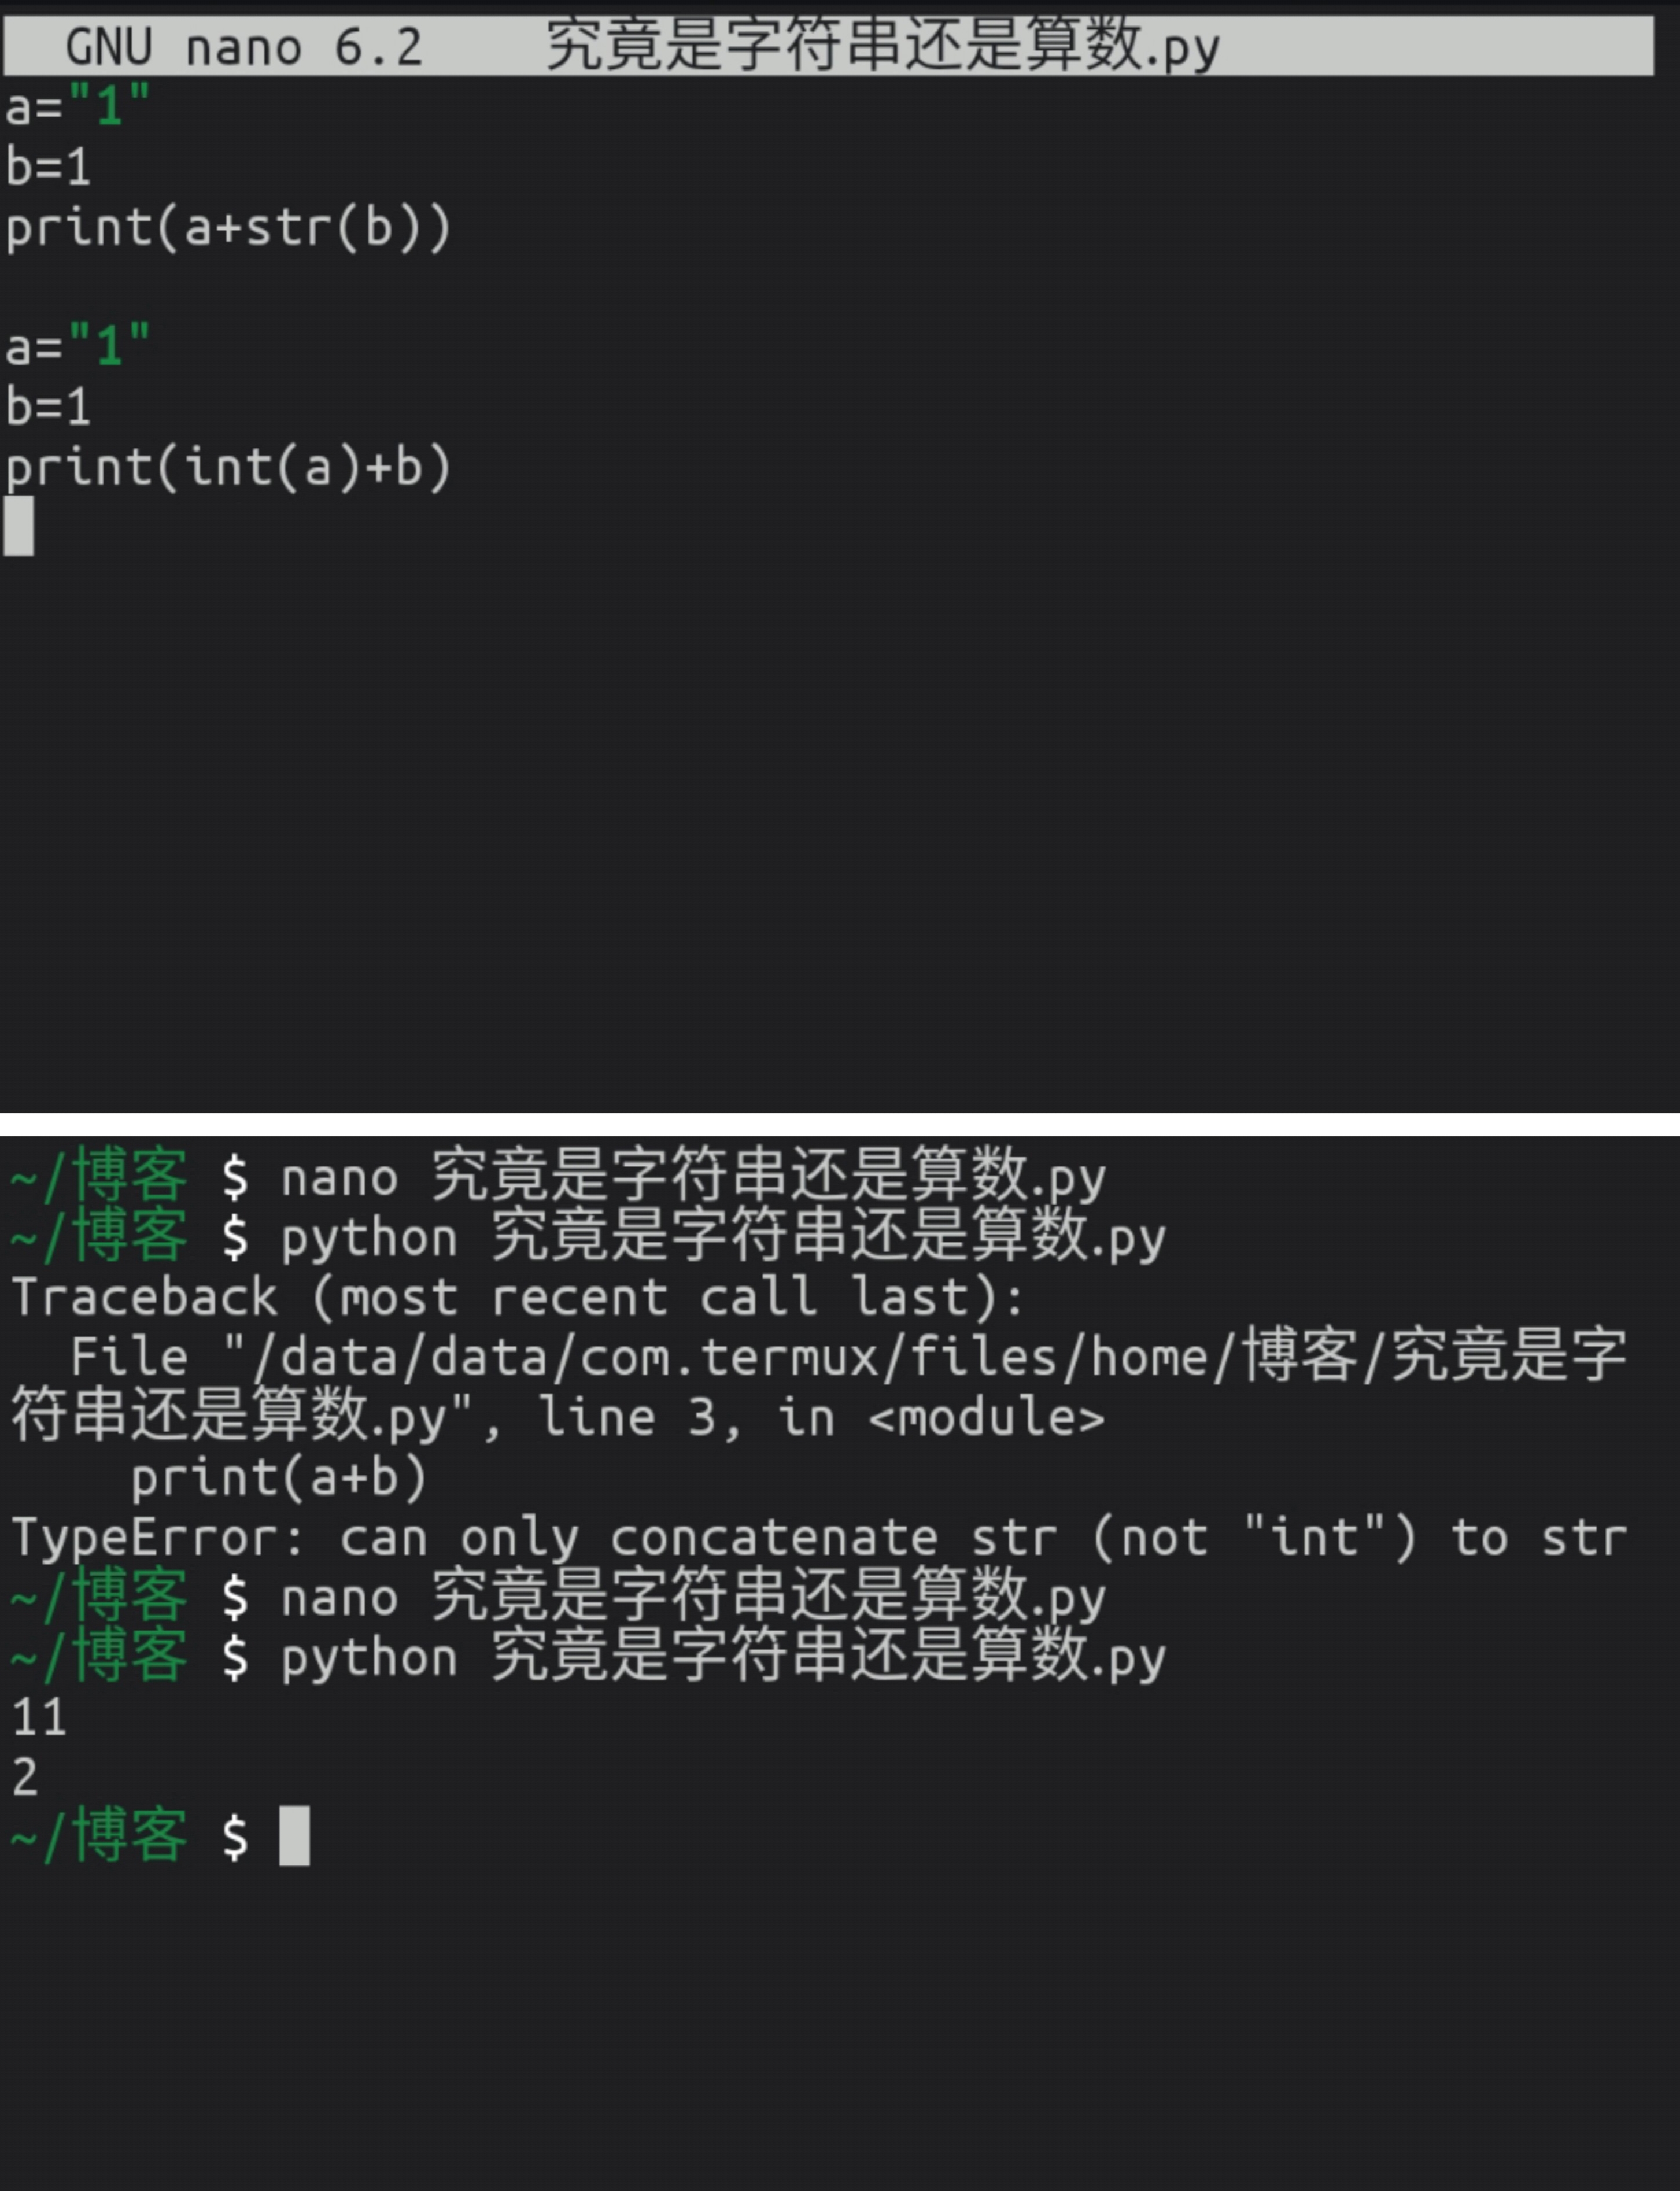 GNU nano 6.2 究竟是字符串还是算数.py
a="1"
b=1
print(a+str(b))
a="1"
b=1
print(int(a)+b)
~/博客 $ nano 究竟是字符串还是算数.py
~/博客 $ python 究竟是字符串还是算数.py
Traceback (most recent call last):
File "/data/data/com.termux/files/home/博客/究竟是字
符串还是算数.py", line 3, in <module>
print(a+b)
TypeError: can only concatenate str (not "int") to str
~/博客 $ nano 究竟是字符串还是算数.py
~/博客 $ python 究竟是字符串还是算数.py
11
2
~/博客 $